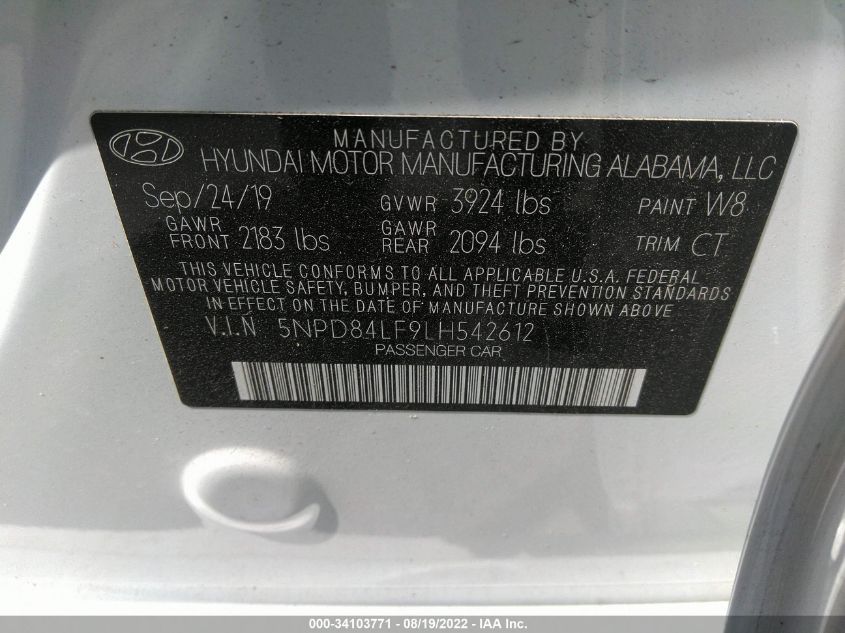 MANUFACTURED BY
HYUNDAI MOTOR MANUFACTURING ALABAMA, LLC
Sep/24/19 GVWR 3924 lbs PAINT W8
GAWR FRONT 2183 lbs GAWR REAR 2094 lbs TRIM CT
THIS VEHICLE CONFORMS TO ALL APPLICABLE U.S.A. FEDERAL
MOTOR VEHICLE SAFETY, BUMPER, AND THEFT PREVENTION STANDARDS
IN EFFECT ON THE DATE OF MANUFACTURE SHOWN ABOVE.
V.I.N 5NPD84LF9LH542612
PASSENGER CAR
000-34103771 - 08/19/2022 - IAA Inc.